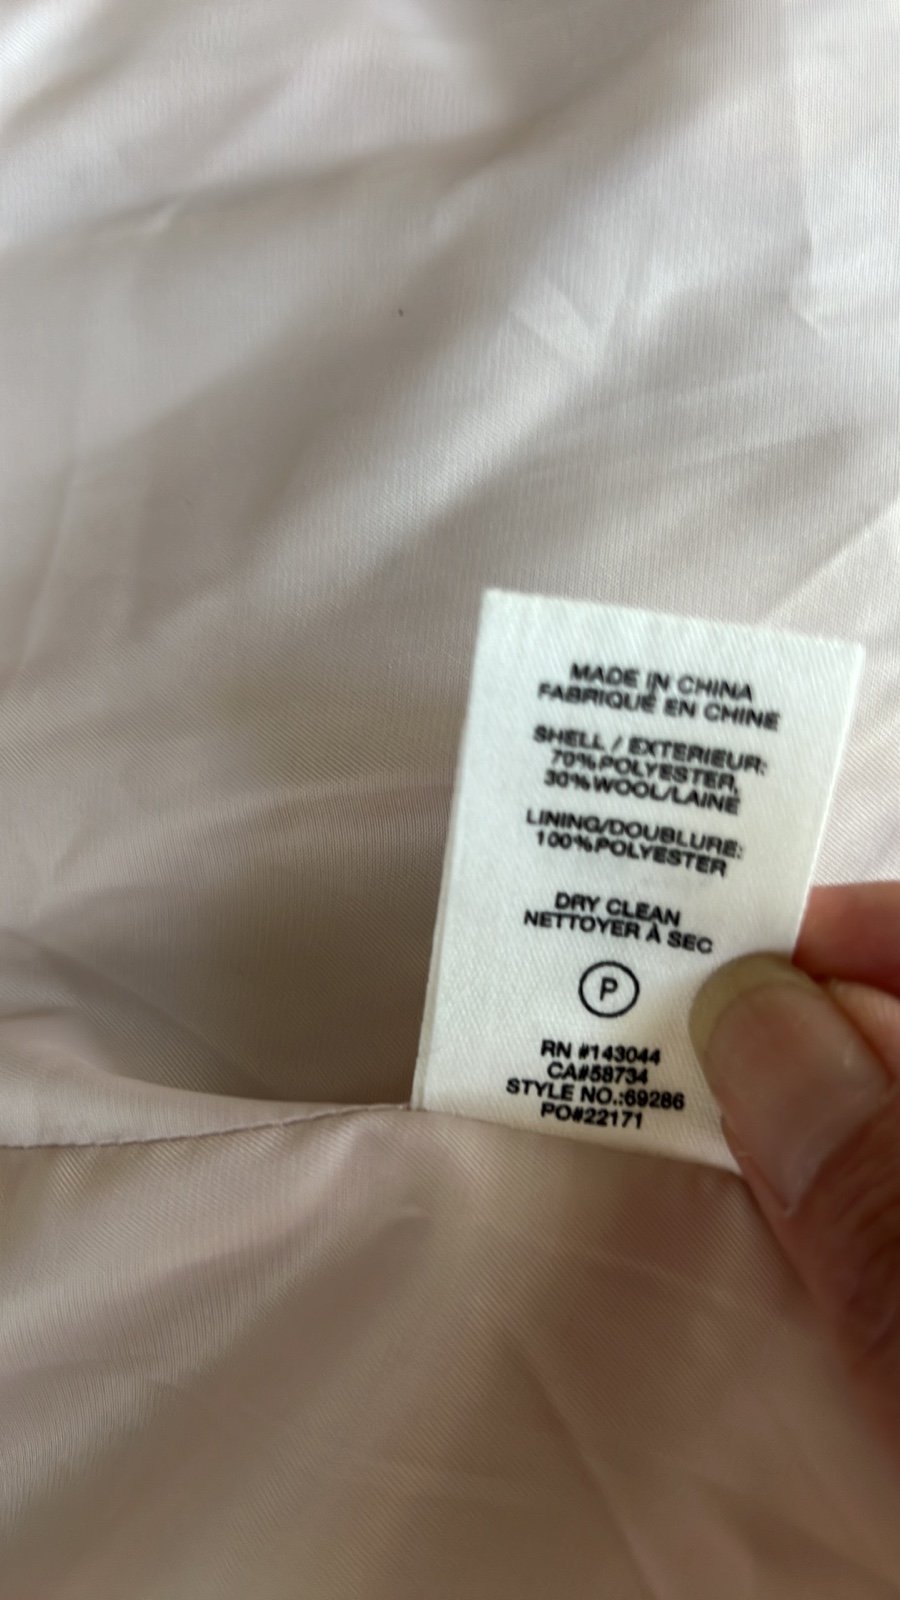 MADE IN CHINA
FABRIQUÉ EN CHINE
SHELL / EXTERIEUR:
70%POLYESTER,
30%WOOL/LAINE
LINING/DOUBLURE:
100%POLYESTER
DRY CLEAN
NETTOYER À SEC
P
RN #143044
CA#58734
STYLE NO.:69286
PO#22171